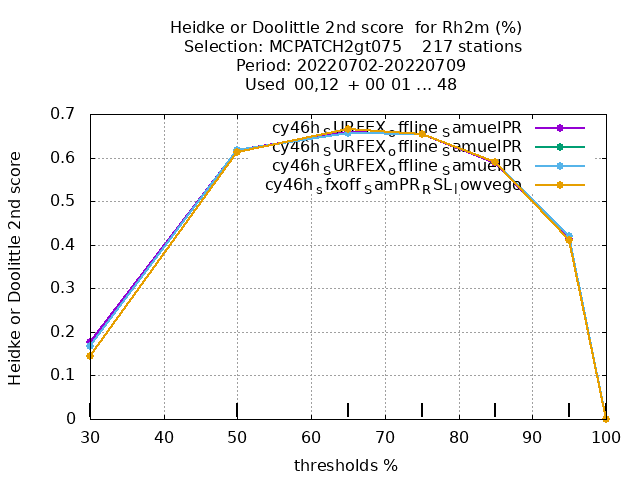 Heidke or Doolittle 2nd score for Rh2m (%)
Selection: MCPATCH2gt075 217 stations
Period: 20220702-20220709
Used 00,12 + 00 01 ... 48
cy46h_SURFEX_offline_SamuelPR
cy46h_SURFEX_offline_SamuelPR
cy46h_SURFEX_offline_SamuelPR
cy46h_sfxoff_SamPR_RSL_lowvego
Heidke or Doolittle 2nd score
0.7
0.6
0.5
0.4
0.3
0.2
0.1
0
30 40 50 60 70 80 90 100
thresholds %